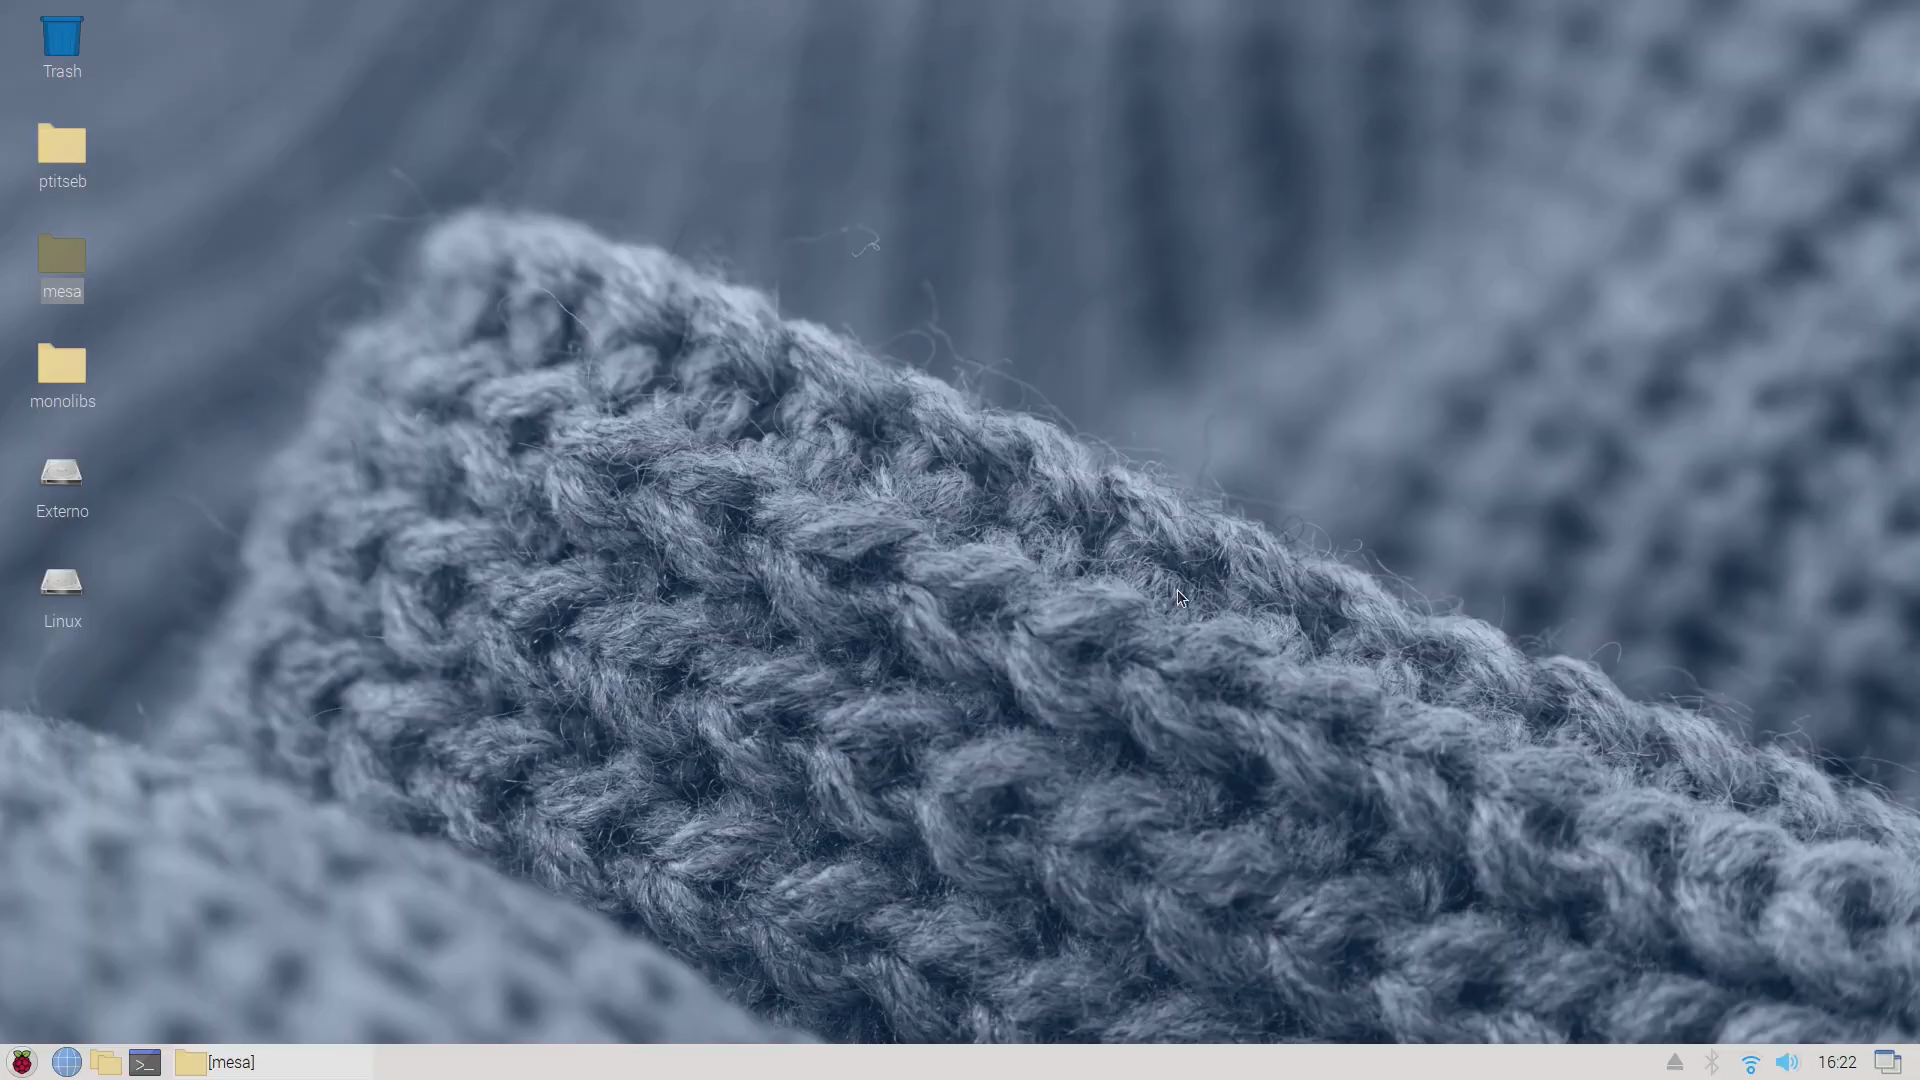 Trash
ptitseb
mesa
monolibs
Externo
Linux
[mesa]
16:22